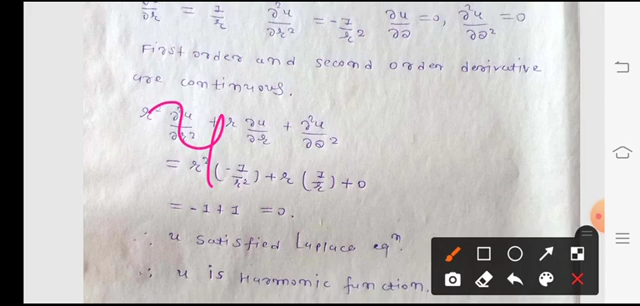 ∂r = 1/r  ∂²u/∂r² = -1/r²  ∂u/∂θ = 0, ∂²u/∂θ² = 0
First order and second order derivative
are continuous.
r² ∂²u/∂r² + r ∂u/∂r + ∂²u/∂θ²
= r² (-1/r²) + r (1/r) + 0
= -1 + 1 = 0.
∴ u satisfied Laplace eqⁿ.
∴ u is Harmonic function.